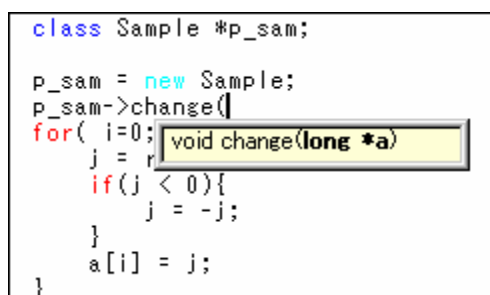 class Sample *p_sam;
p_sam = new Sample;
p_sam->change(
for( i=0;
void change(long *a)
j = r
if(j < 0){
j = -j;
}
a[i] = j;
}